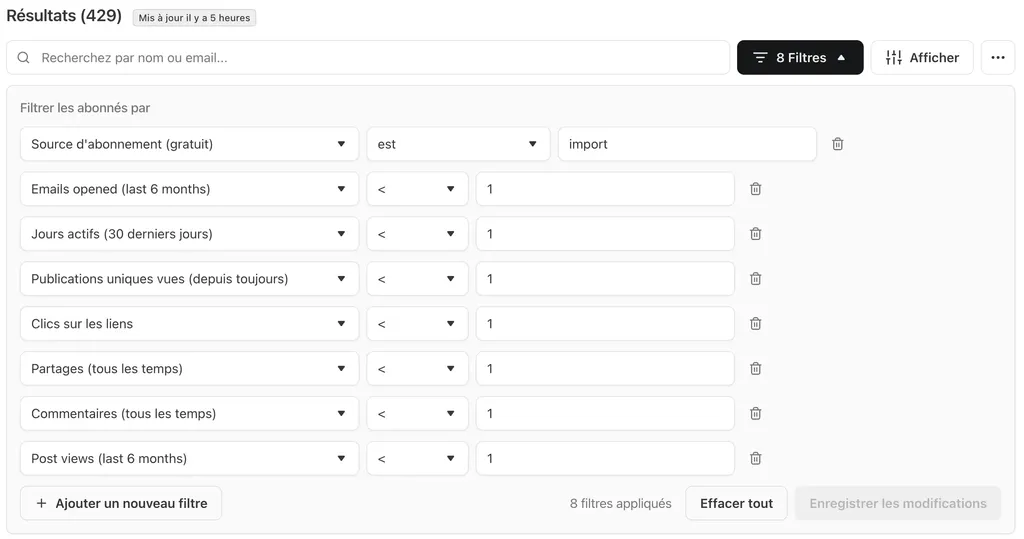 Résultats (429) Mis à jour il y a 5 heures
Recherchez par nom ou email... 8 Filtres Afficher
Filtrer les abonnés par
Source d'abonnement (gratuit) est import
Emails opened (last 6 months) < 1
Jours actifs (30 derniers jours) < 1
Publications uniques vues (depuis toujours) < 1
Clics sur les liens < 1
Partages (tous les temps) < 1
Commentaires (tous les temps) < 1
Post views (last 6 months) < 1
+ Ajouter un nouveau filtre 8 filtres appliqués Effacer tout Enregistrer les modifications